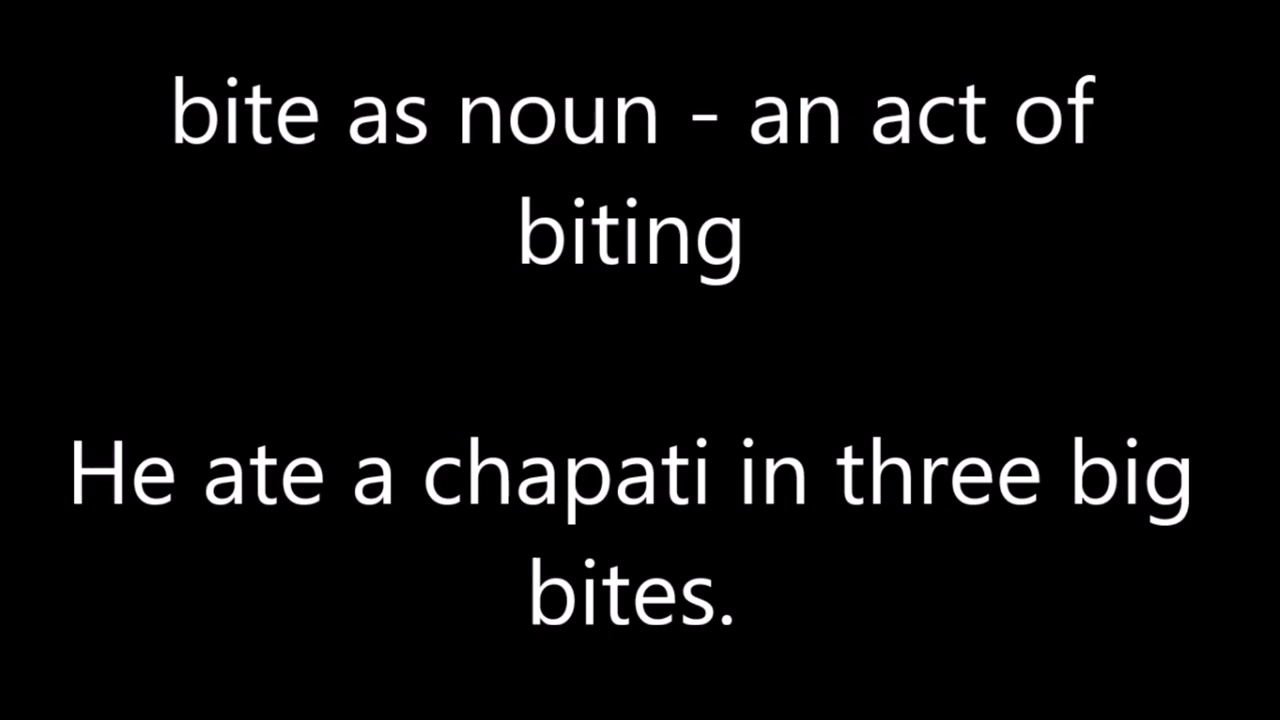 bite as noun - an act of
biting
He ate a chapati in three big
bites.